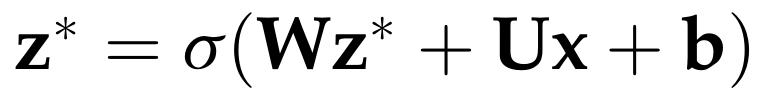 z* = σ(Wz* + Ux + b)